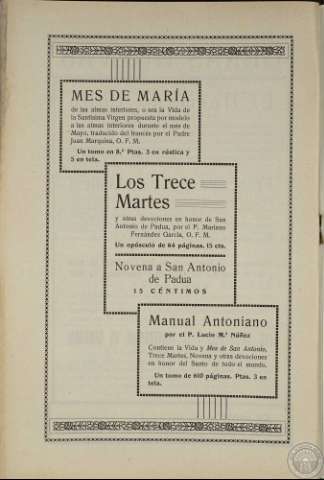 MES DE MARÍA
de las almas interiores, o sea la Vida de
la Santísima Virgen propuesta por modelo
a las almas interiores durante el mes de
Mayo, traducido del francés por el Padre
Juan Marquina, O. F. M.
Un tomo en 8.º Ptas. 3 en rústica y
5 en tela.
Los Trece
Martes
y otras devociones en honor de San
Antonio de Padua, por el P. Mariano
Fernández García, O. F. M.
Un opúsculo de 64 páginas, 15 cts.
Novena a San Antonio
de Padua
15 CÉNTIMOS
Manual Antoniano
por el P. Lucio M.ª Núñez
Contiene la Vida y Mes de San Antonio,
Trece Martes, Novena y otras devociones
en honor del Santo de todo el mundo.
Un tomo de 610 páginas. Ptas. 3 en
tela.